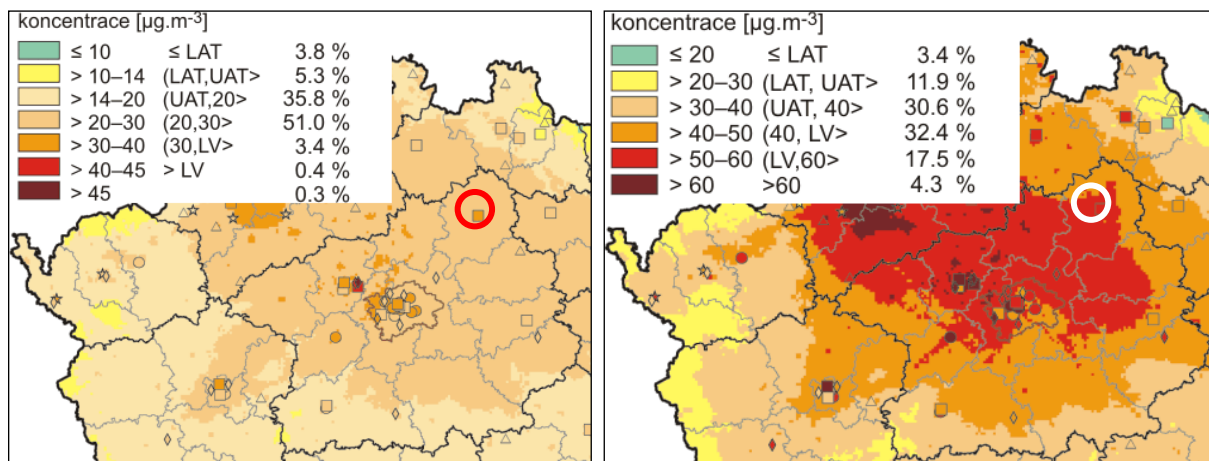 koncentrace [µg.m⁻³]
≤ 10 ≤ LAT 3.8 %
> 10–14 (LAT,UAT> 5.3 %
> 14–20 (UAT,20> 35.8 %
> 20–30 (20,30> 51.0 %
> 30–40 (30,LV> 3.4 %
> 40–45 > LV 0.4 %
> 45 0.3 %
koncentrace [µg.m⁻³]
≤ 20 ≤ LAT 3.4 %
> 20–30 (LAT, UAT> 11.9 %
> 30–40 (UAT, 40> 30.6 %
> 40–50 (40, LV> 32.4 %
> 50–60 (LV,60> 17.5 %
> 60 >60 4.3 %